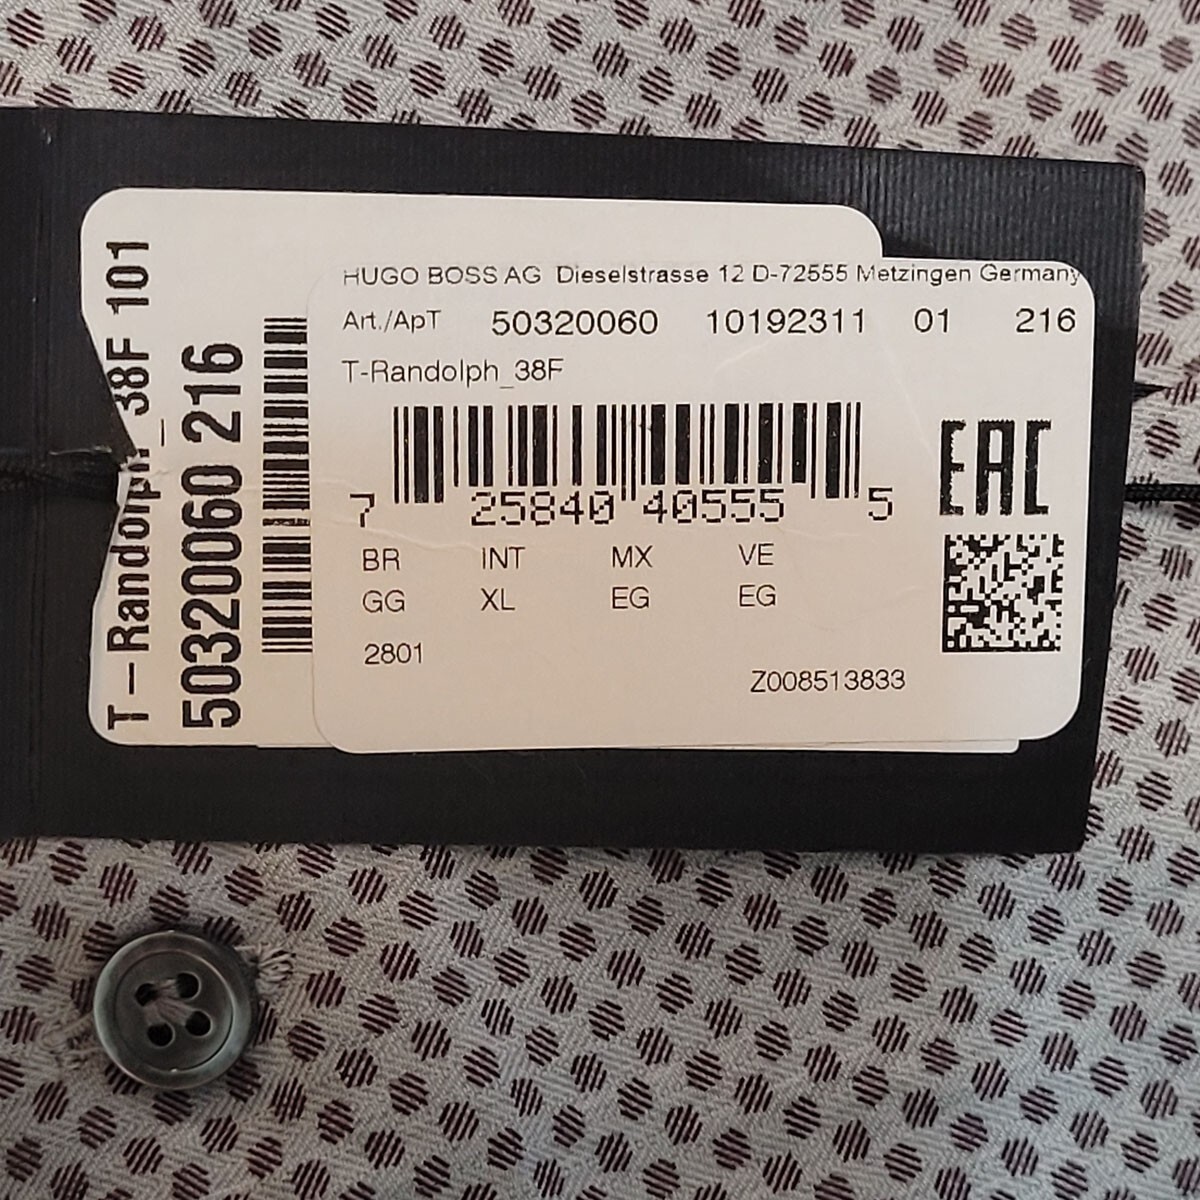 T-Randolph_38F 101
50320060 216
HUGO BOSS AG Dieselstrasse 12 D-72555 Metzingen Germany
Art./ApT 50320060 10192311 01 216
T-Randolph_38F
7 25840 40555 5
EAC
BR INT MX VE
GG XL EG EG
2801
Z008513833